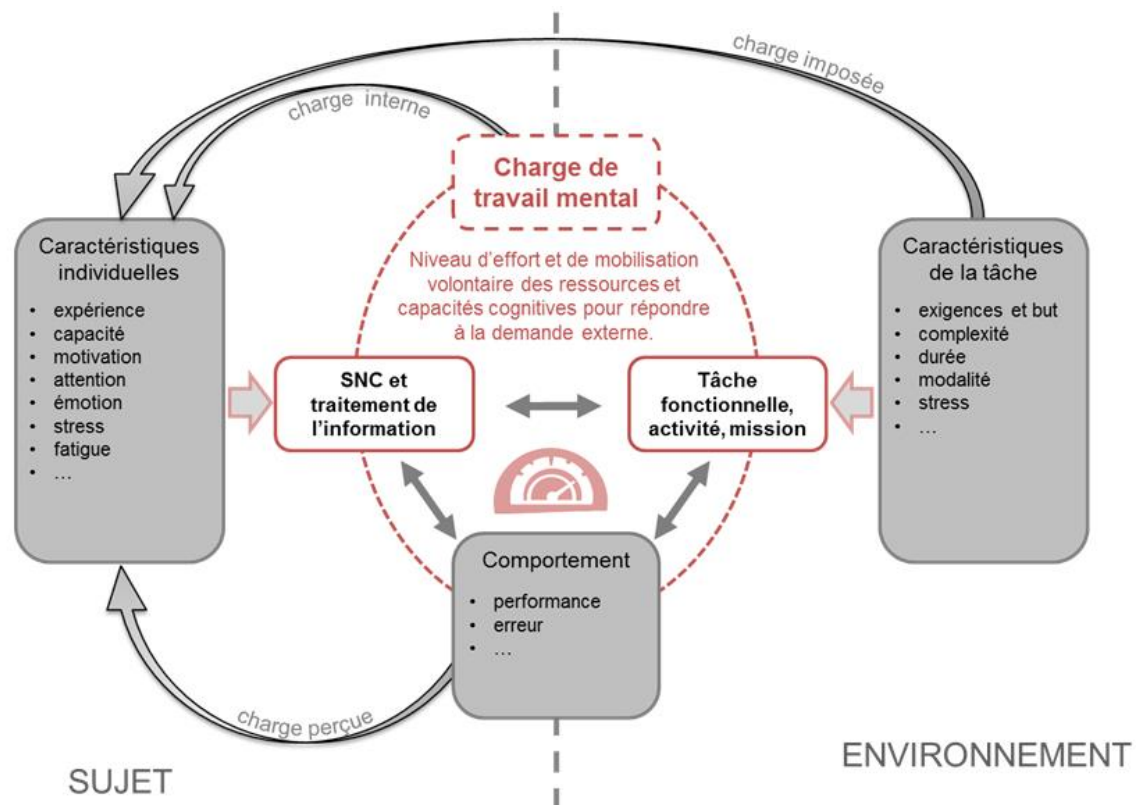 charge imposée
charge interne
Charge de
travail mental
Niveau d'effort et de mobilisation
volontaire des ressources et
capacités cognitives pour répondre
à la demande externe.
Caractéristiques
individuelles
• expérience
• capacité
• motivation
• attention
• émotion
• stress
• fatigue
• …
SNC et
traitement de
l'information
Tâche
fonctionnelle,
activité, mission
Caractéristiques
de la tâche
• exigences et but
• complexité
• durée
• modalité
• stress
• …
Comportement
• performance
• erreur
• …
charge perçue
SUJET
ENVIRONNEMENT